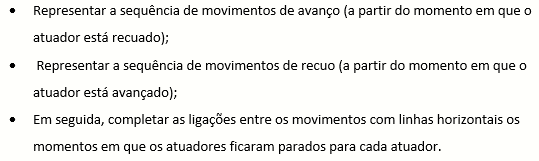 • Representar a sequência de movimentos de avanço (a partir do momento em que o
atuador está recuado);
• Representar a sequência de movimentos de recuo (a partir do momento em que o
atuador está avançado);
• Em seguida, completar as ligações entre os movimentos com linhas horizontais os
momentos em que os atuadores ficaram parados para cada atuador.